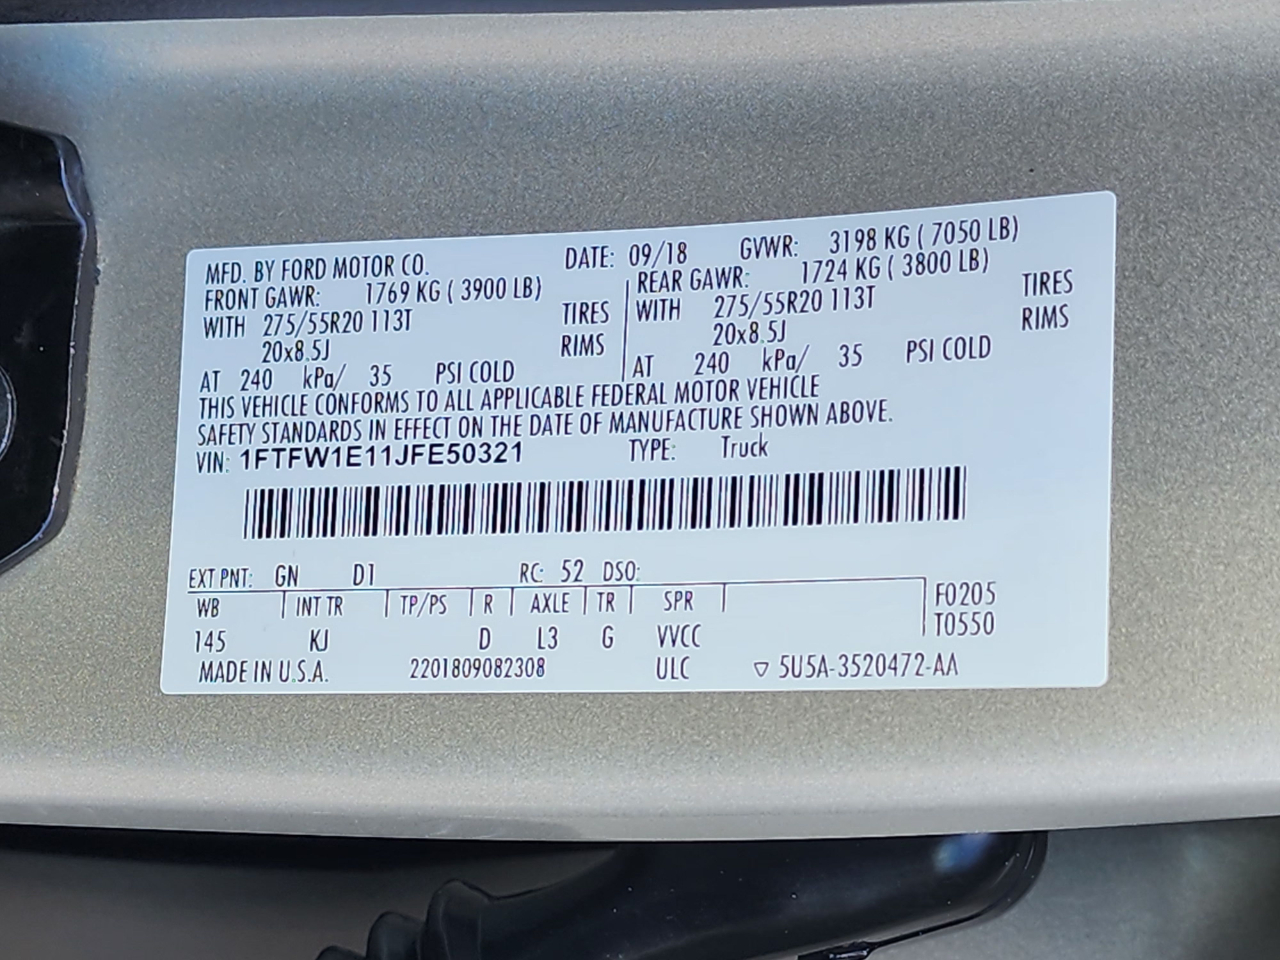 MFD. BY FORD MOTOR CO. DATE: 09/18 GVWR: 3198 KG ( 7050 LB)
FRONT GAWR: 1769 KG ( 3900 LB) REAR GAWR: 1724 KG ( 3800 LB)
WITH 275/55R20 113T TIRES WITH 275/55R20 113T TIRES
20x8.5J RIMS 20x8.5J RIMS
AT 240 kPa/ 35 PSI COLD AT 240 kPa/ 35 PSI COLD
THIS VEHICLE CONFORMS TO ALL APPLICABLE FEDERAL MOTOR VEHICLE
SAFETY STANDARDS IN EFFECT ON THE DATE OF MANUFACTURE SHOWN ABOVE.
VIN: 1FTFW1E11JFE50321 TYPE: Truck
EXT PNT: GN D1 RC: 52 DSO:
WB INT TR TP/PS R AXLE TR SPR F0205
145 KJ D L3 G VVCC T0550
MADE IN U.S.A. 2201809082308 ULC ▽ 5U5A-3520472-AA